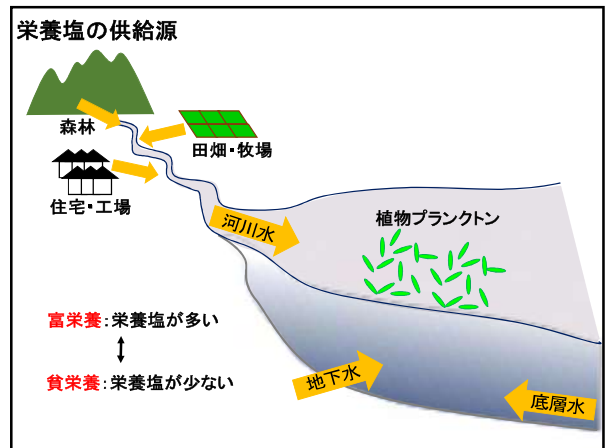 栄養塩の供給源
森林
田畑・牧場
住宅・工場
河川水
植物プランクトン
富栄養：栄養塩が多い
貧栄養：栄養塩が少ない
地下水
底層水